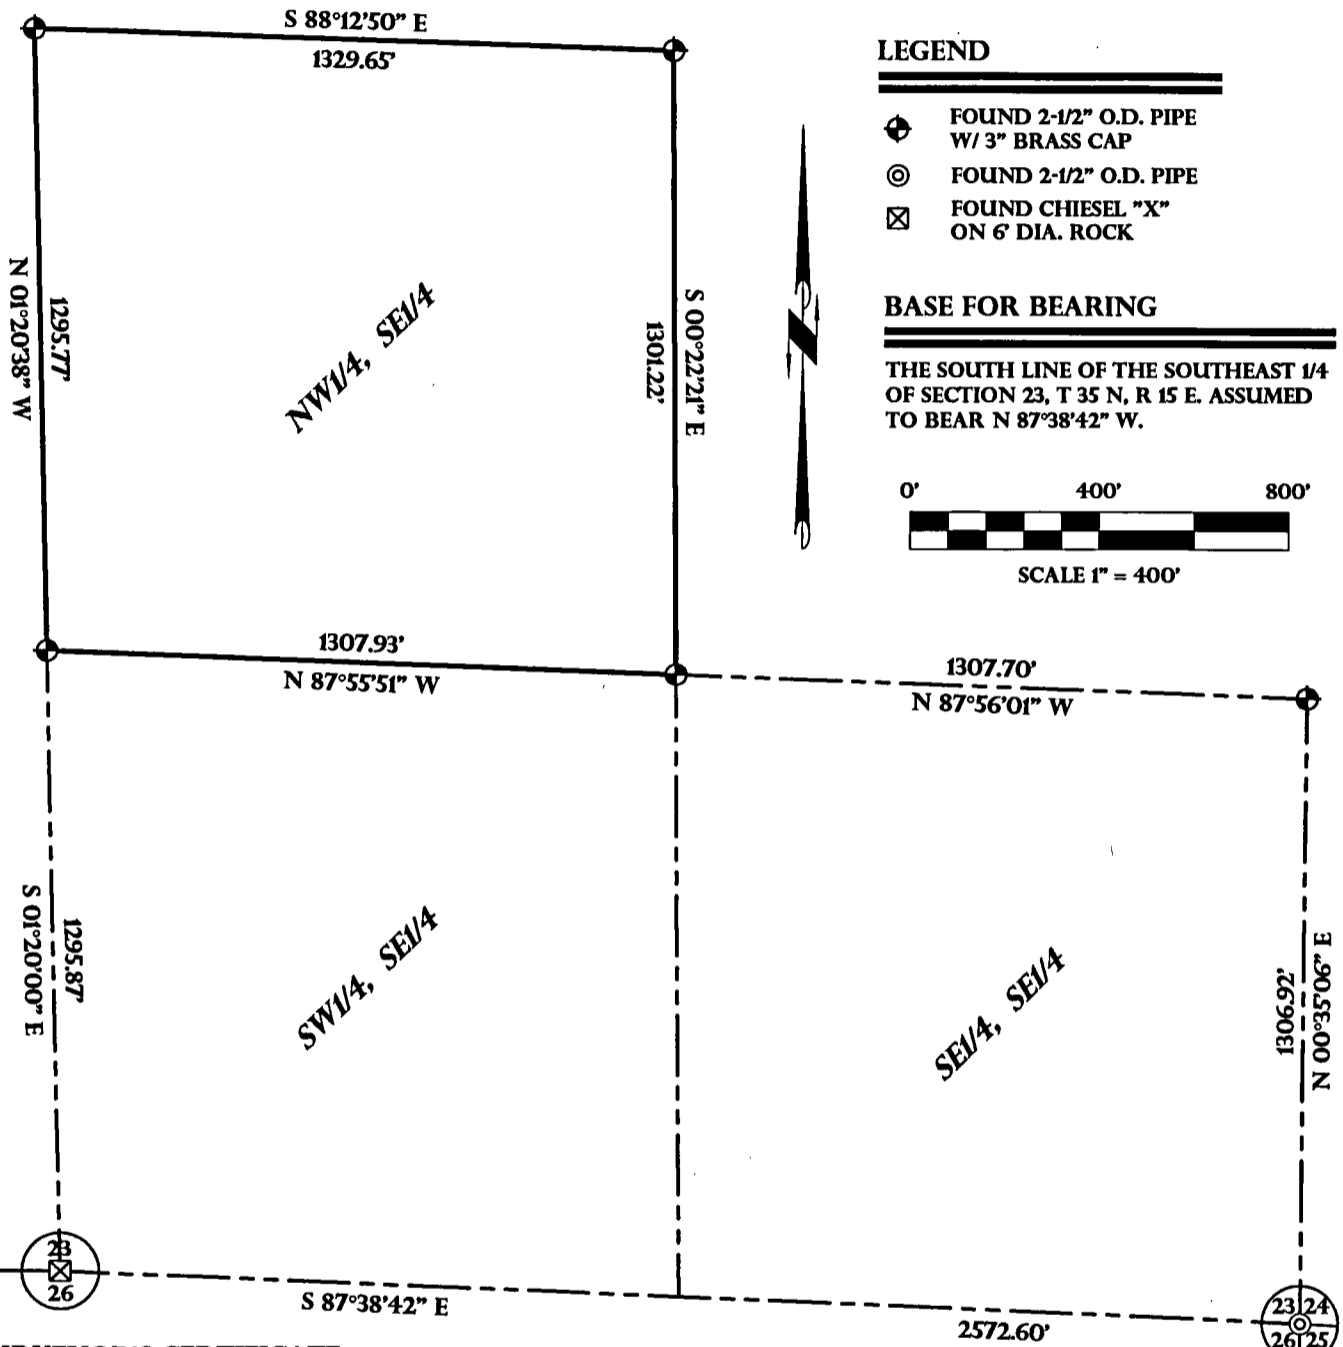 S 88°12'50" E
1329.65'
N 01°20'38" W
1295.77'
NW1/4, SE1/4
1301.22'
S 00°22'21" E
LEGEND
FOUND 2-1/2" O.D. PIPE
W/ 3" BRASS CAP
FOUND 2-1/2" O.D. PIPE
FOUND CHIESEL "X"
ON 6' DIA. ROCK
BASE FOR BEARING
THE SOUTH LINE OF THE SOUTHEAST 1/4
OF SECTION 23, T 35 N, R 15 E. ASSUMED
TO BEAR N 87°38'42" W.
0' 400' 800'
SCALE 1" = 400'
1307.93'
N 87°55'51" W
1307.70'
N 87°56'01" W
S 01°20'00" E
1295.87'
SW1/4, SE1/4
SE1/4, SE1/4
1306.92'
N 00°35'06" E
23
26
S 87°38'42" E
2572.60'
23 24
26 25